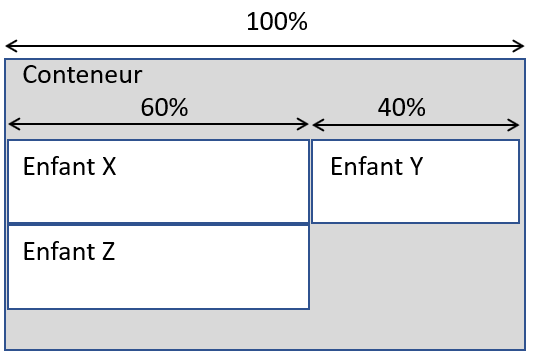 100%
Conteneur
60%
40%
Enfant X
Enfant Y
Enfant Z